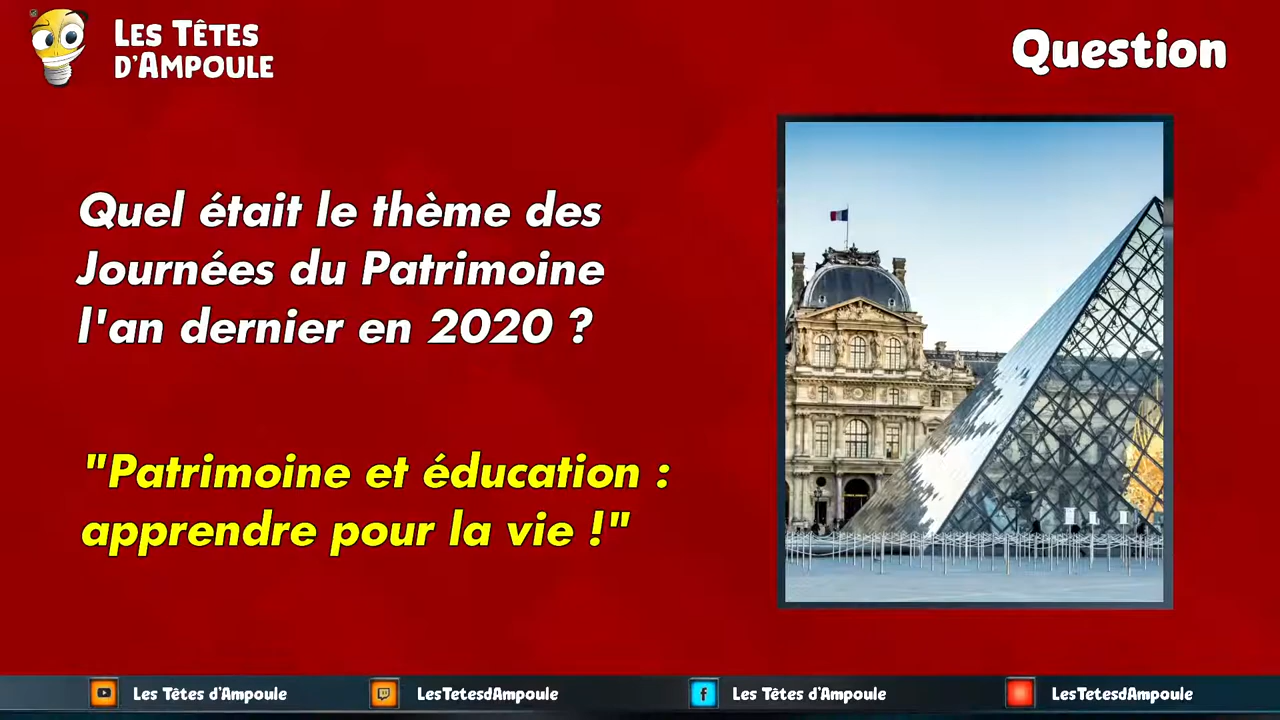 LES TÊTES
D'AMPOULE
Question
Quel était le thème des
Journées du Patrimoine
l'an dernier en 2020 ?
"Patrimoine et éducation :
apprendre pour la vie !"
Les Têtes d'Ampoule
LesTetesdAmpoule
Les Têtes d'Ampoule
LesTetesdAmpoule